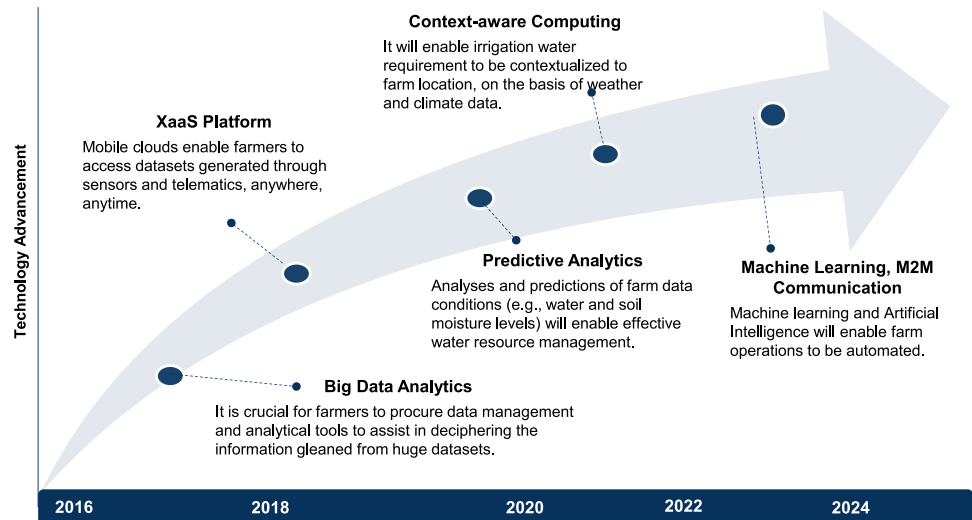 Context-aware Computing
It will enable irrigation water
requirement to be contextualized to
farm location, on the basis of weather
and climate data.
XaaS Platform
Mobile clouds enable farmers to
access datasets generated through
sensors and telematics, anywhere,
anytime.
Technology Advancement
Predictive Analytics
Analyses and predictions of farm data
conditions (e.g., water and soil
moisture levels) will enable effective
water resource management.
Machine Learning, M2M
Communication
Machine learning and Artificial
Intelligence will enable farm
operations to be automated.
Big Data Analytics
It is crucial for farmers to procure data management
and analytical tools to assist in deciphering the
information gleaned from huge datasets.
2016 2018 2020 2022 2024